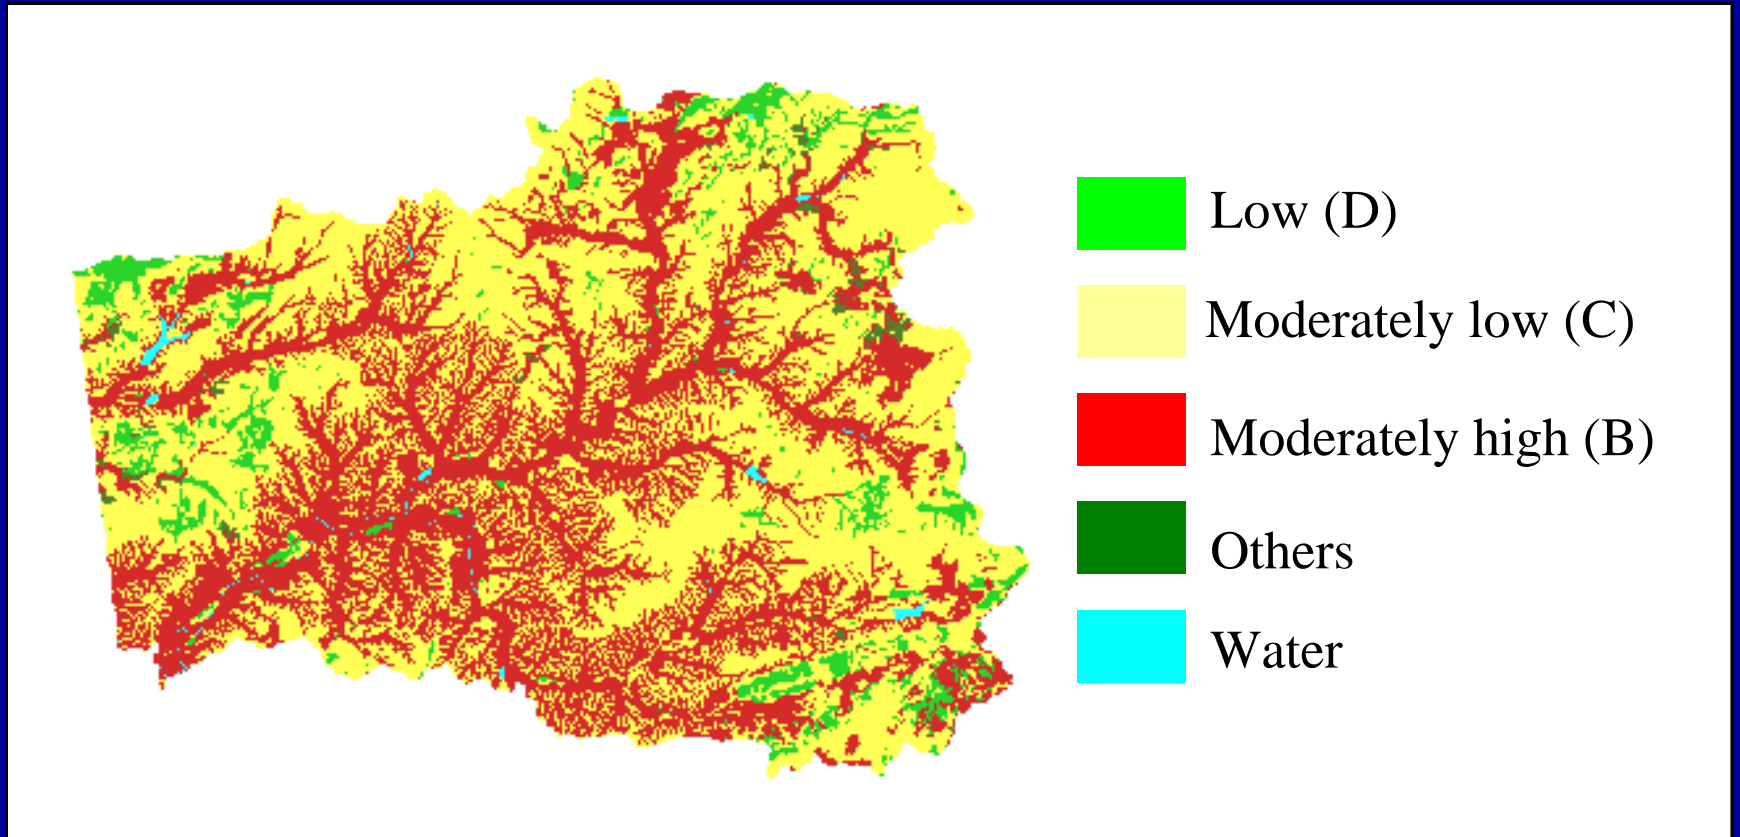 Low (D)
Moderately low (C)
Moderately high (B)
Others
Water